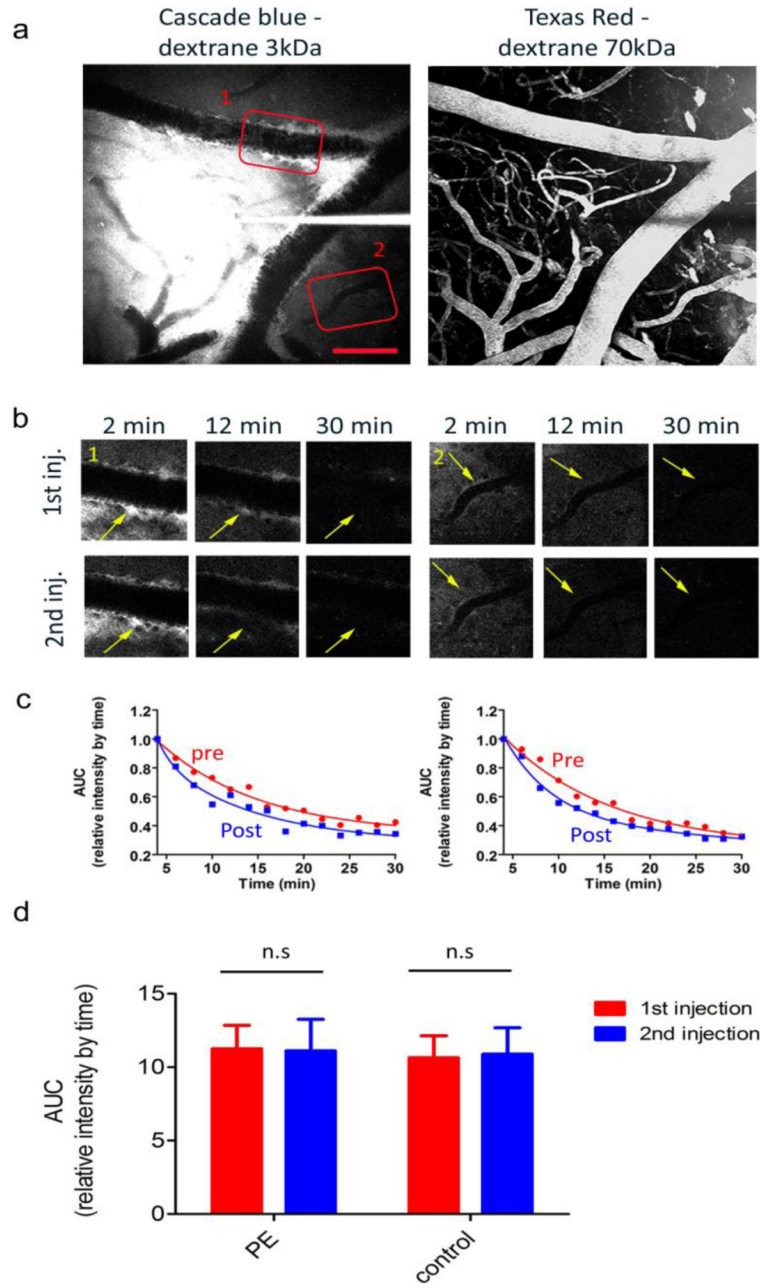 a
Cascade blue -
dextrane 3kDa
Texas Red -
dextrane 70kDa
1
2
b
2 min
12 min
30 min
2 min
12 min
30 min
1st inj.
1
2
2nd inj.
c
AUC
(relative intensity by time)
1.2
1.0
0.8
0.6
0.4
0.2
pre
Post
5
10
15
20
25
30
Time (min)
AUC
(relative intensity by time)
1.2
1.0
0.8
0.6
0.4
0.2
Pre
Post
5
10
15
20
25
30
Time (min)
d
n.s
n.s
AUC
(relative intensity by time)
15
10
5
0
PE
control
1st injection
2nd injection